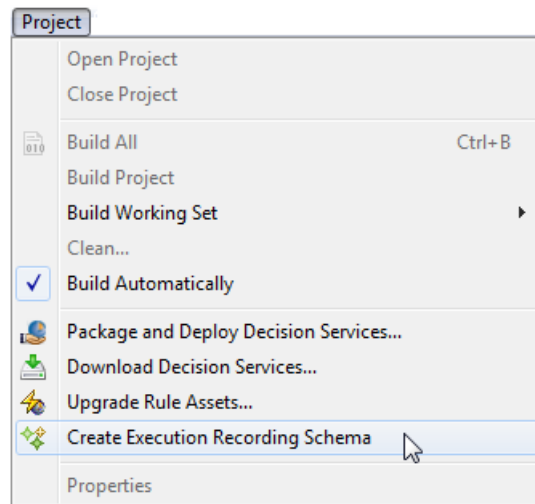 Project
Open Project
Close Project
Build All Ctrl+B
Build Project
Build Working Set
Clean...
Build Automatically
Package and Deploy Decision Services...
Download Decision Services...
Upgrade Rule Assets...
Create Execution Recording Schema
Properties